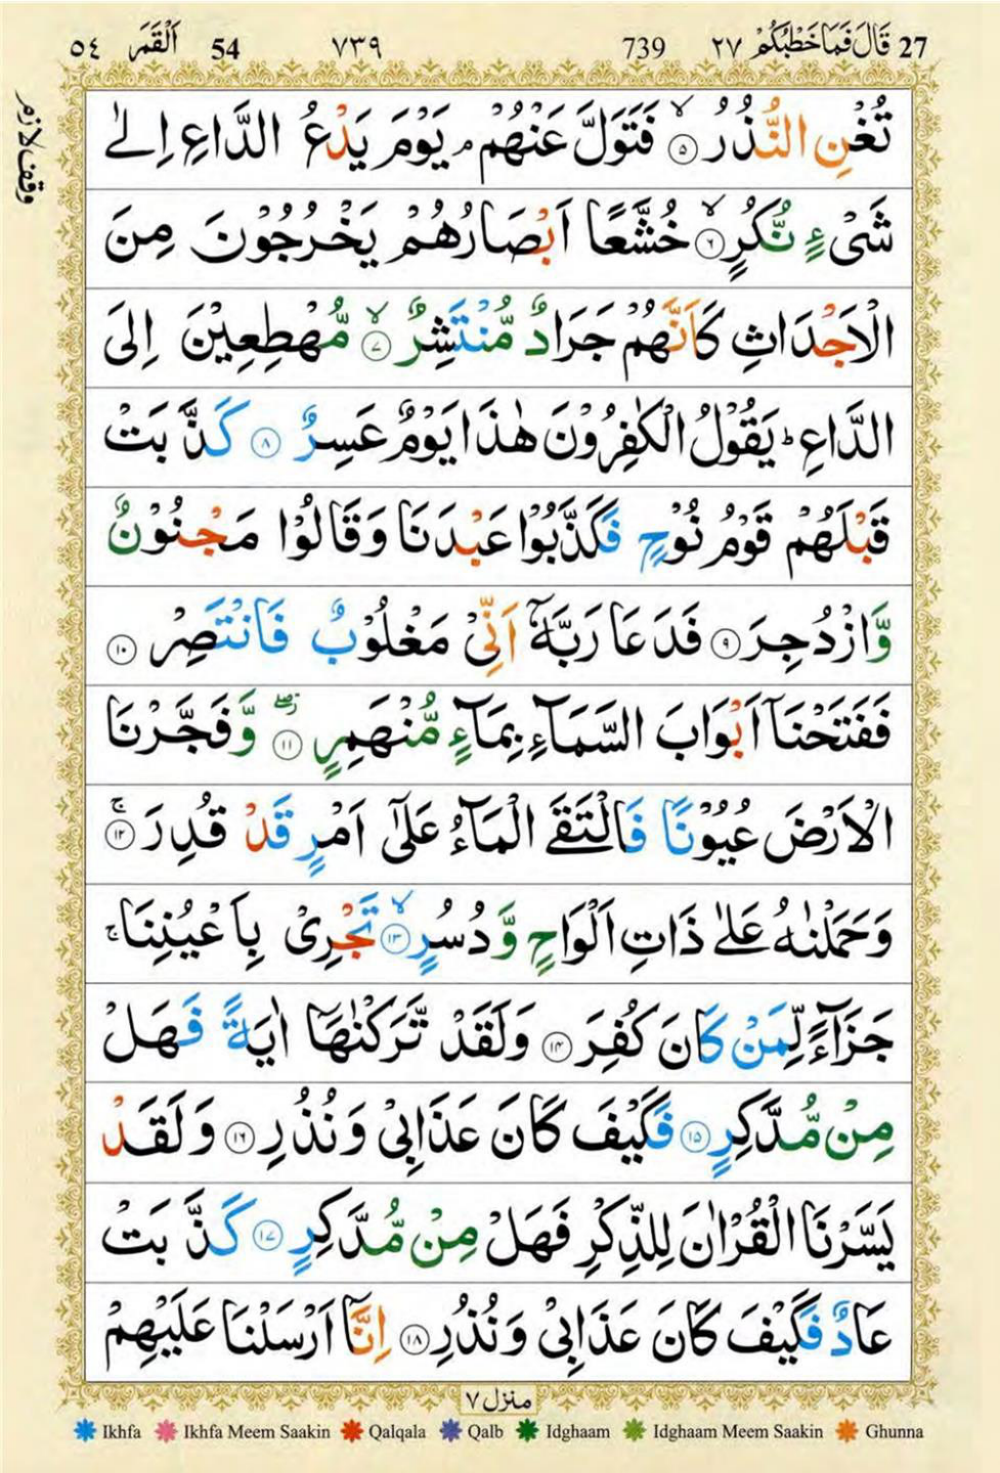 27 قَالَ فَمَا خَطْبُكُمْ ٢٧ 739 ٧٣٩ 54 اَلْقَمَر ٥٤
وقف لازم
تُغْنِ النُّذُرُ ۙ‏ ٥ فَتَوَلَّ عَنْهُمْ ۘ يَوْمَ يَدْعُ الدَّاعِ اِلٰى
شَىْءٍ نُّكُرٍ ۙ‏ ٦ خُشَّعًا اَبْصَارُهُمْ يَخْرُجُوْنَ مِنَ
الْاَجْدَاثِ كَاَنَّهُمْ جَرَادٌ مُّنْتَشِرٌ ۙ‏ ٧ مُّهْطِعِيْنَ اِلَى
الدَّاعِ ؕ يَقُوْلُ الْكٰفِرُوْنَ هٰذَا يَوْمٌ عَسِرٌ ٨ كَذَّبَتْ
قَبْلَهُمْ قَوْمُ نُوْحٍ فَكَذَّبُوْا عَبْدَنَا وَقَالُوْا مَجْنُوْنٌ
وَّازْدُجِرَ ٩ فَدَعَا رَبَّهٗۤ اَنِّىْ مَغْلُوْبٌ فَانْتَصِرْ ١٠
فَفَتَحْنَاۤ اَبْوَابَ السَّمَآءِ بِمَآءٍ مُّنْهَمِرٍ ۖ ١١ وَّفَجَّرْنَا
الْاَرْضَ عُيُوْنًا فَالْتَقَى الْمَآءُ عَلٰٓى اَمْرٍ قَدْ قُدِرَ ۚ‏ ١٢
وَحَمَلْنٰهُ عَلٰى ذَاتِ اَلْوَاحٍ وَّدُسُرٍ ۙ‏ ١٣ تَجْرِىْ بِاَعْيُنِنَا ۚ
جَزَآءً لِّمَنْ كَانَ كُفِرَ ١٤ وَلَقَدْ تَّرَكْنٰهَاۤ اٰيَةً فَهَلْ
مِنْ مُّدَّكِرٍ ١٥ فَكَيْفَ كَانَ عَذَابِىْ وَنُذُرِ ١٦ وَلَقَدْ
يَسَّرْنَا الْقُرْاٰنَ لِلذِّكْرِ فَهَلْ مِنْ مُّدَّكِرٍ ١٧ كَذَّبَتْ
عَادٌ فَكَيْفَ كَانَ عَذَابِىْ وَنُذُرِ ١٨ اِنَّاۤ اَرْسَلْنَا عَلَيْهِمْ
منزل ٧
Ikhfa Ikhfa Meem Saakin Qalqala Qalb Idghaam Idghaam Meem Saakin Ghunna